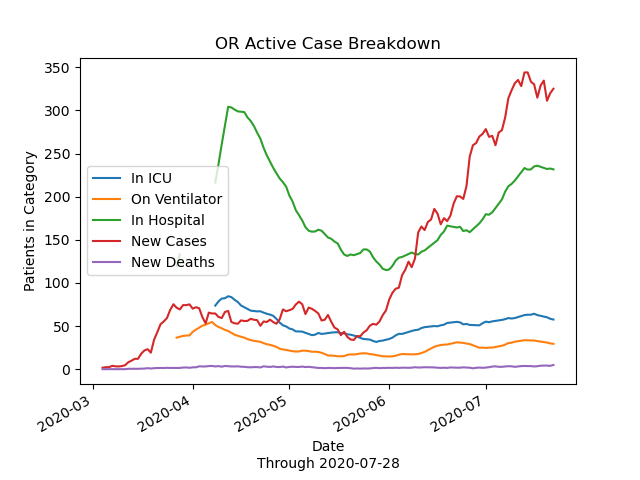 OR Active Case Breakdown
350
300
250
200
150
100
50
0
Patients in Category
In ICU
On Ventilator
In Hospital
New Cases
New Deaths
2020-03
2020-04
2020-05
2020-06
2020-07
Date
Through 2020-07-28